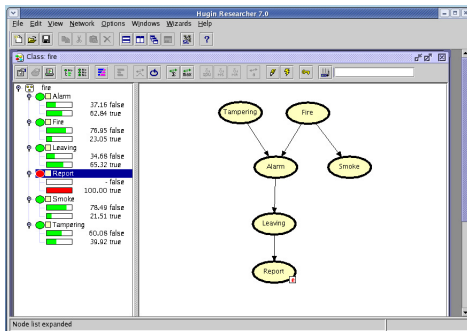 Hugin Researcher 7.0
File Edit View Network Options Windows Wizards Help
Class: fire
fire
Alarm
37.16 false
62.84 true
Fire
76.95 false
23.05 true
Leaving
34.68 false
65.32 true
Report
- false
100.00 true
Smoke
78.49 false
21.51 true
Tampering
60.08 false
39.92 true
Tampering
Fire
Alarm
Smoke
Leaving
Report
e
Node list expanded